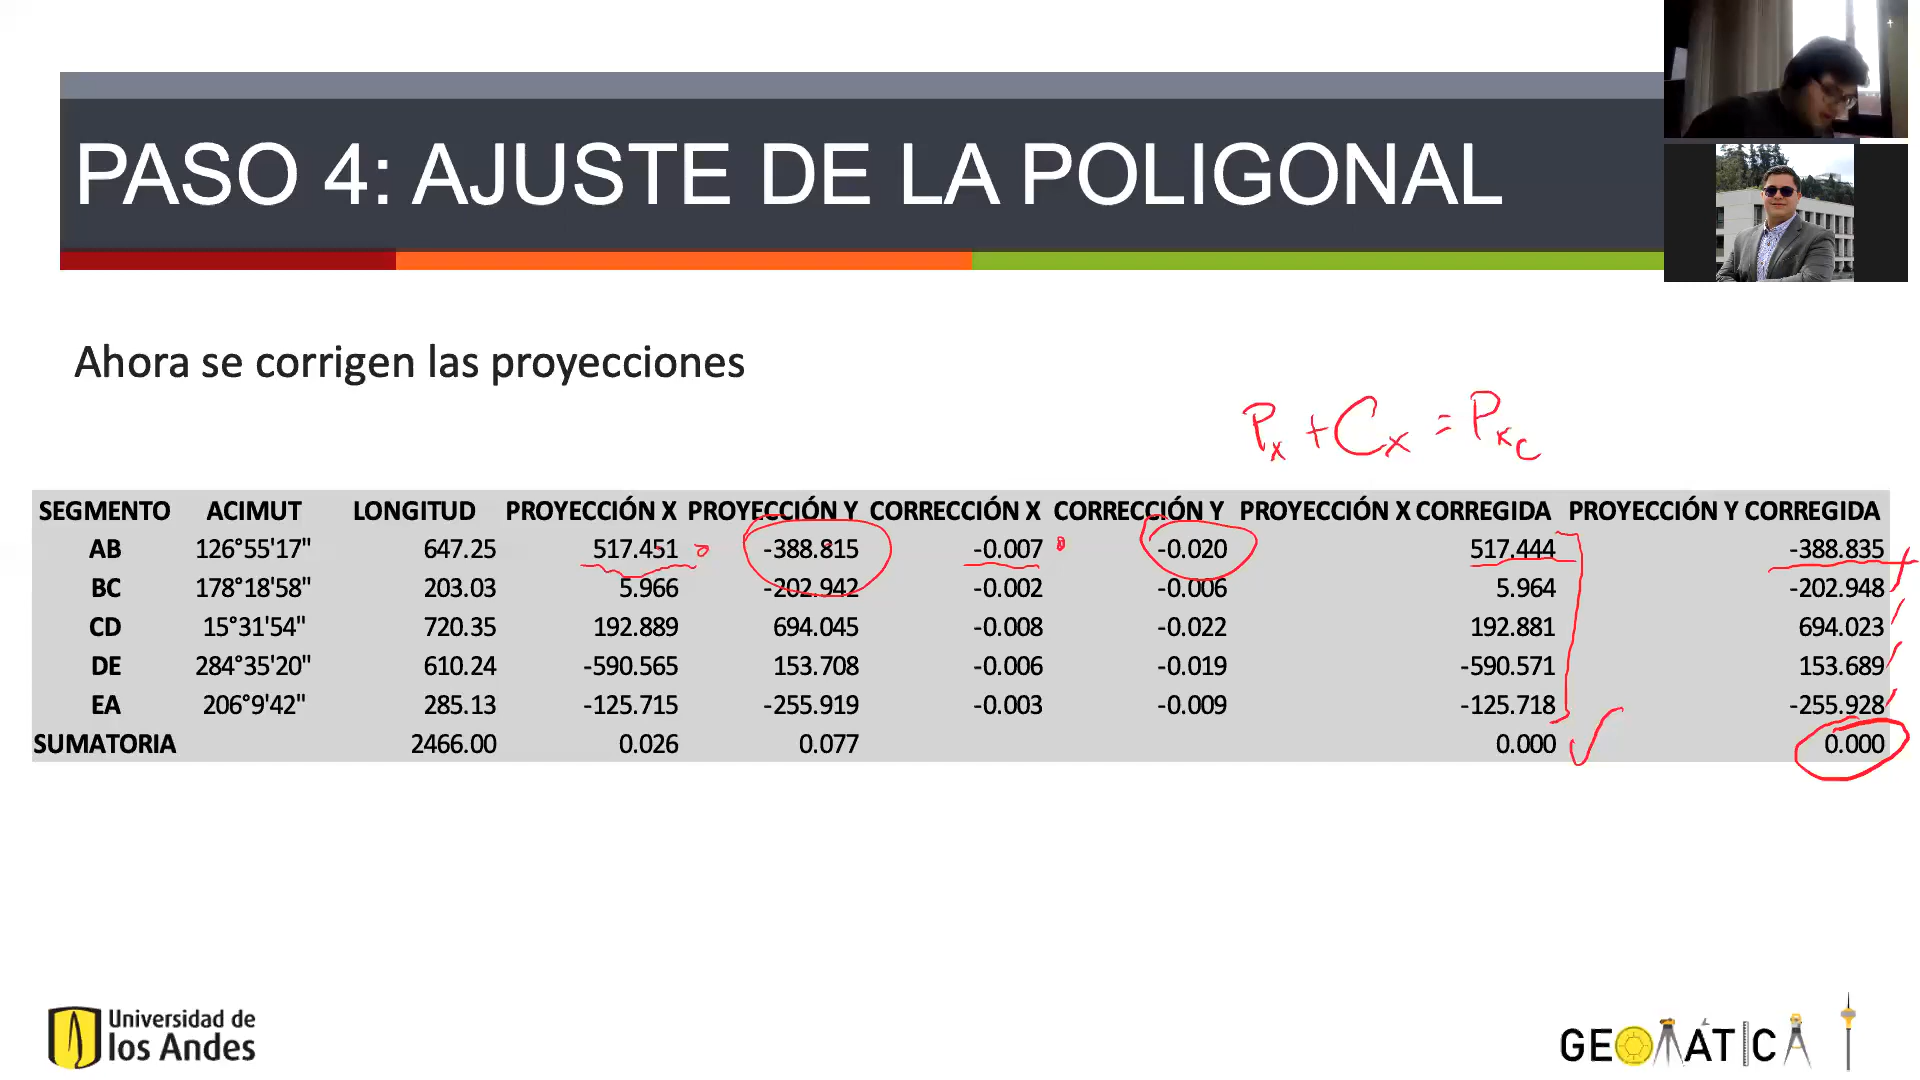 PASO 4: AJUSTE DE LA POLIGONAL
Ahora se corrigen las proyecciones
Px + Cx = Pxc
SEGMENTO ACIMUT LONGITUD PROYECCIÓN X PROYECCIÓN Y CORRECCIÓN X CORRECCIÓN Y PROYECCIÓN X CORREGIDA PROYECCIÓN Y CORREGIDA
AB 126°55'17" 647.25 517.451 -388.815 -0.007 -0.020 517.444 -388.835
BC 178°18'58" 203.03 5.966 -202.942 -0.002 -0.006 5.964 -202.948
CD 15°31'54" 720.35 192.889 694.045 -0.008 -0.022 192.881 694.023
DE 284°35'20" 610.24 -590.565 153.708 -0.006 -0.019 -590.571 153.689
EA 206°9'42" 285.13 -125.715 -255.919 -0.003 -0.009 -125.718 -255.928
SUMATORIA 2466.00 0.026 0.077 0.000 0.000
Universidad de
los Andes
GEOMÁTICA